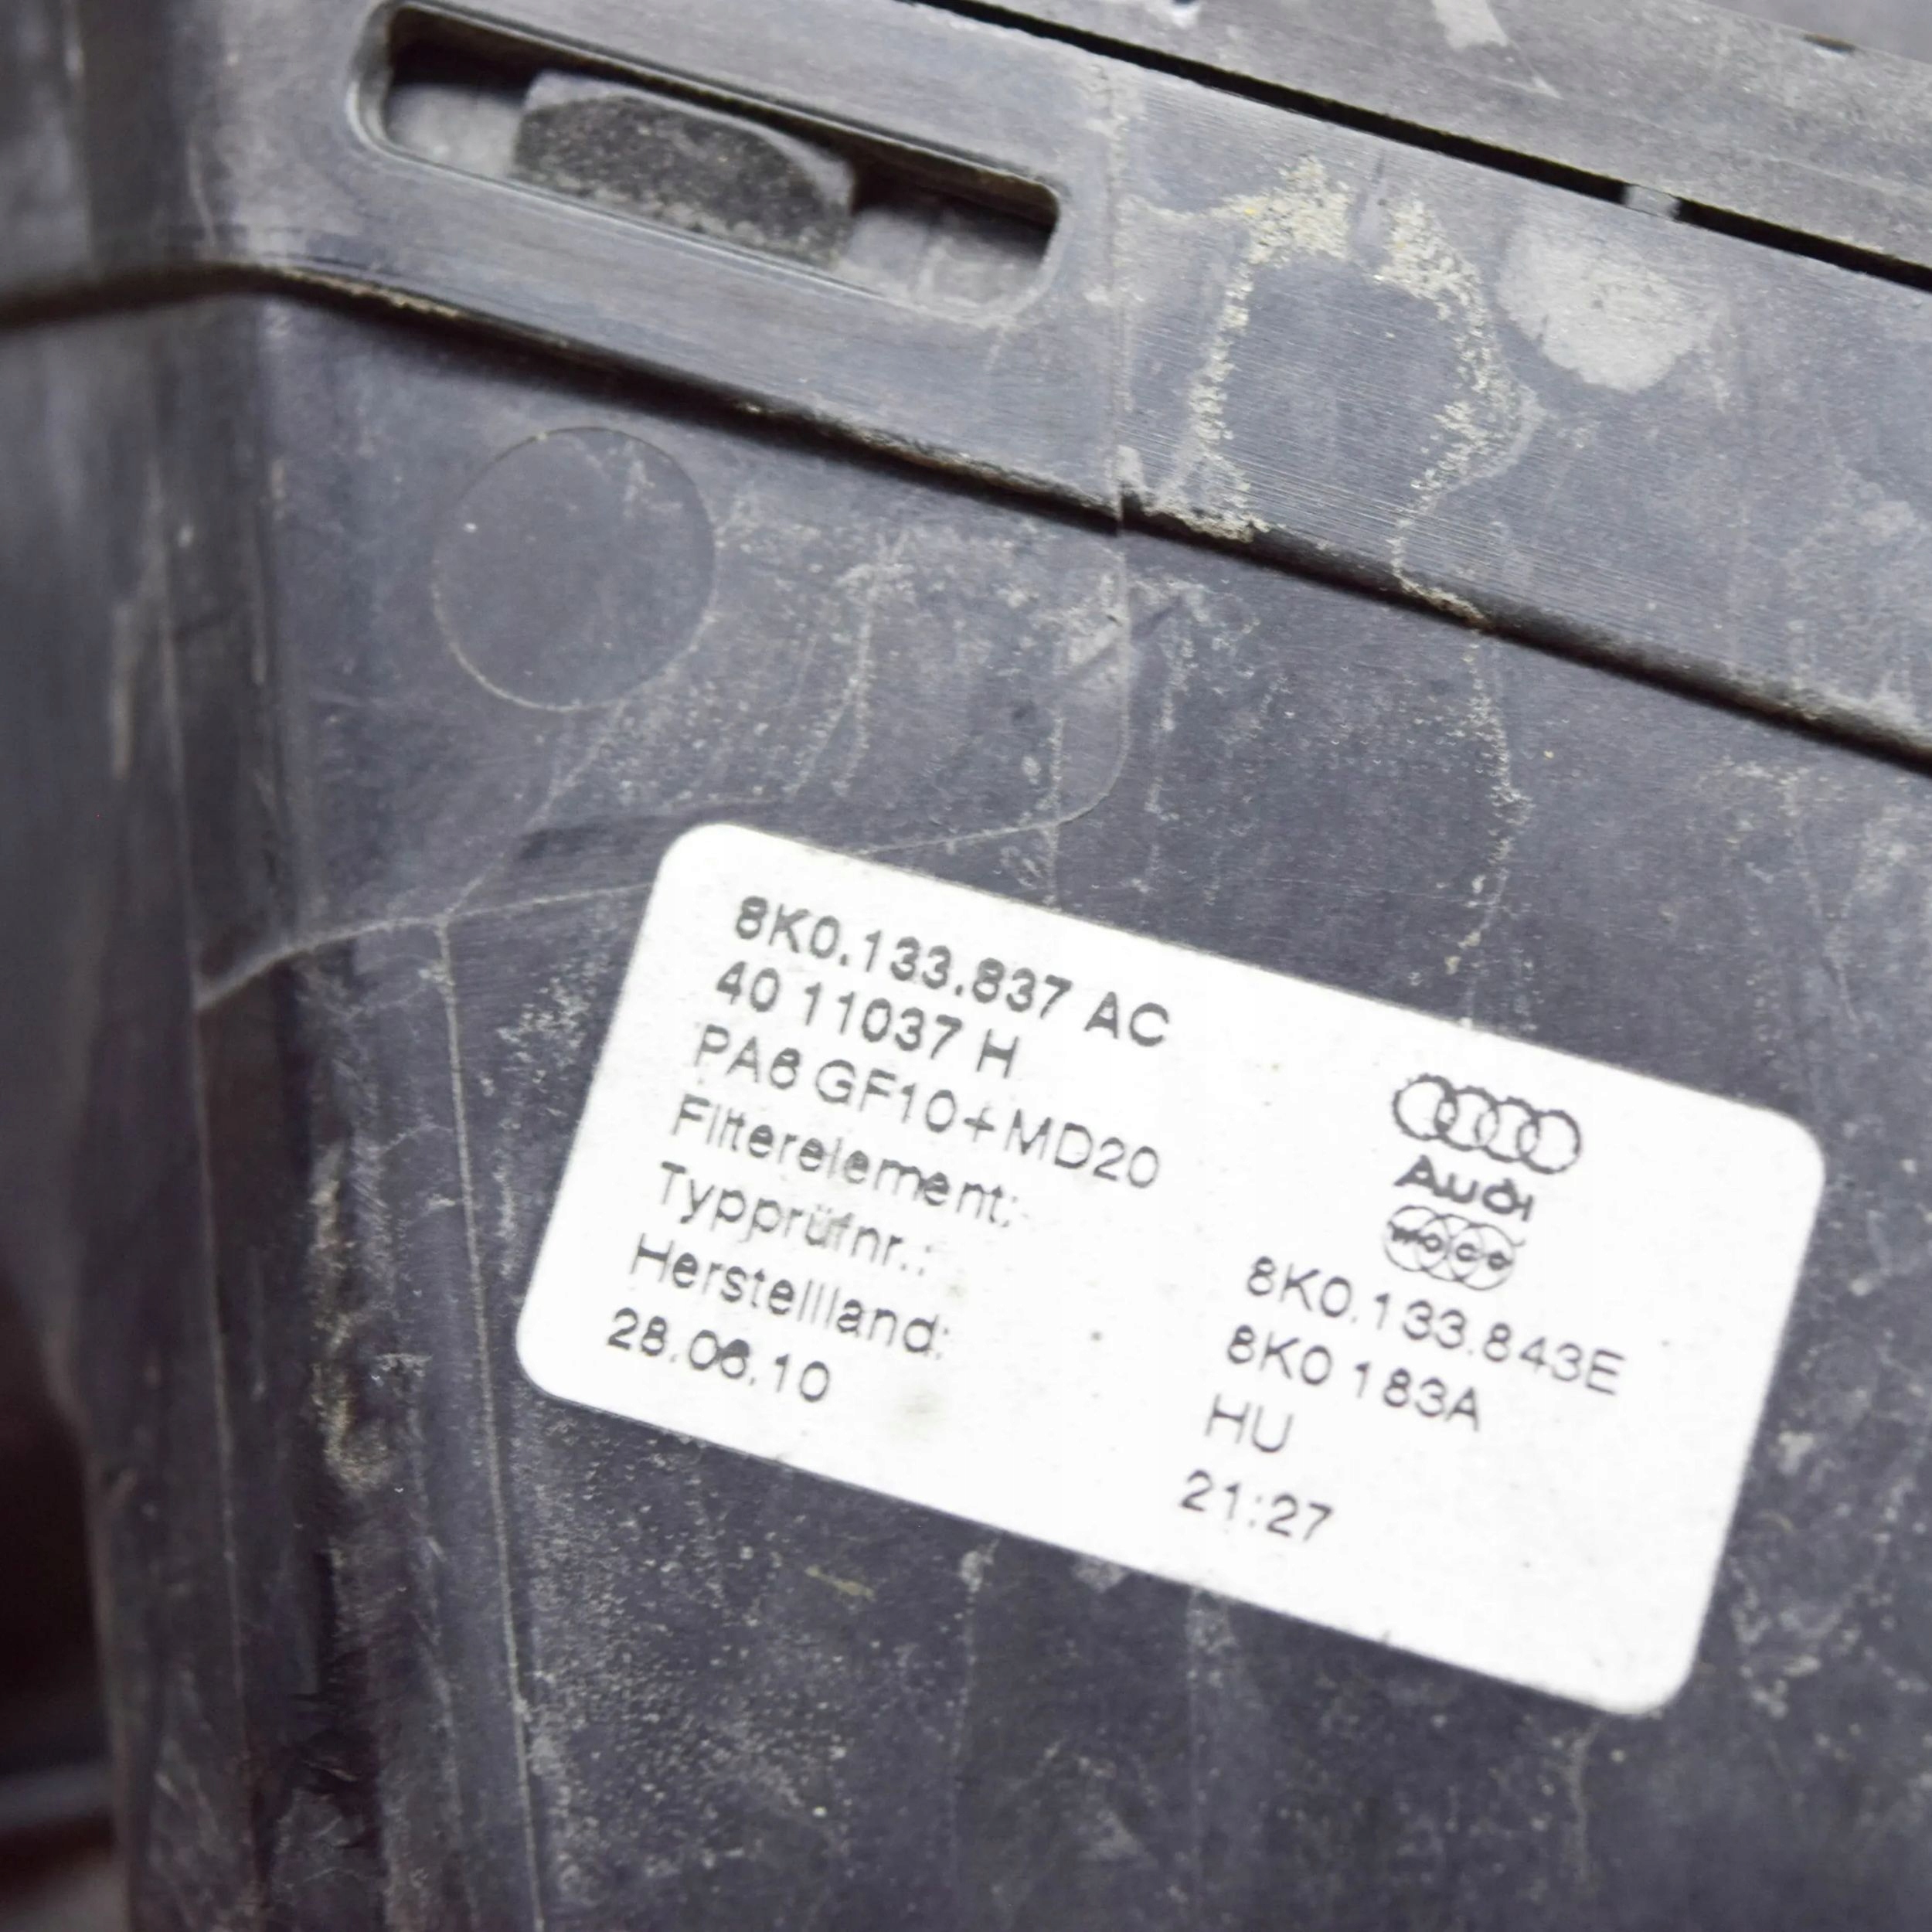 8K0.133.837 AC
40 11037 H
PA6 GF10+MD20
Filterelement: 8K0.133.843E
Typprüfnr.: 8K0 183A
Herstellland: HU
28.06.10 21:27
Audi
WOCO